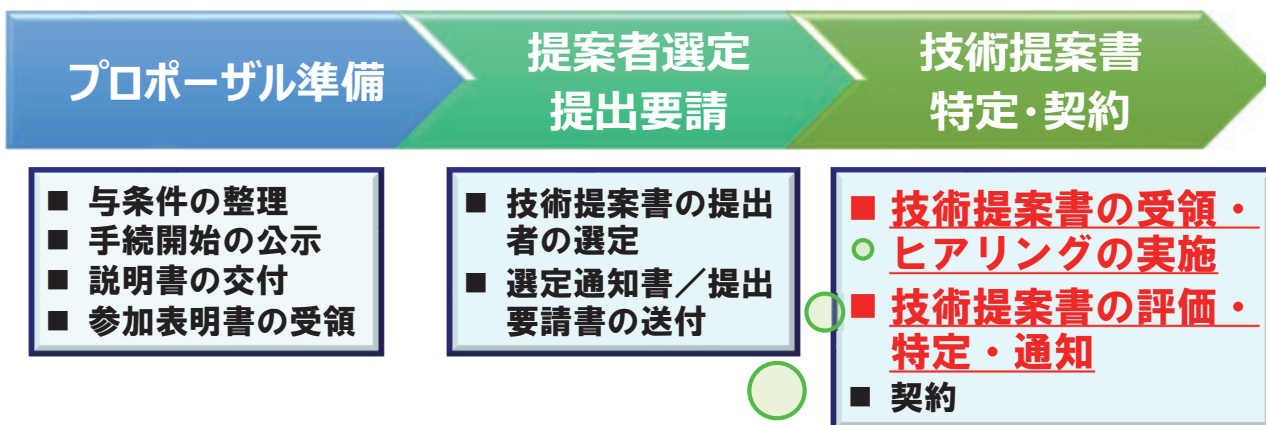 プロポーザル準備
提案者選定
提出要請
技術提案書
特定・契約
■ 与条件の整理
■ 手続開始の公示
■ 説明書の交付
■ 参加表明書の受領
■ 技術提案書の提出
者の選定
■ 選定通知書／提出
要請書の送付
■ 技術提案書の受領・
ヒアリングの実施
■ 技術提案書の評価・
特定・通知
■ 契約